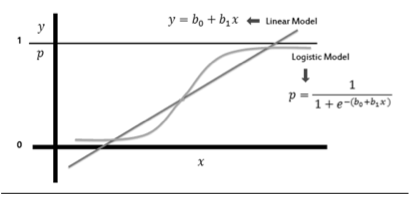 y
y = b₀ + b₁x ⬅ Linear Model
1
p
Logistic Model
p = 1 / (1 + e^−(b₀+b₁x))
0
x